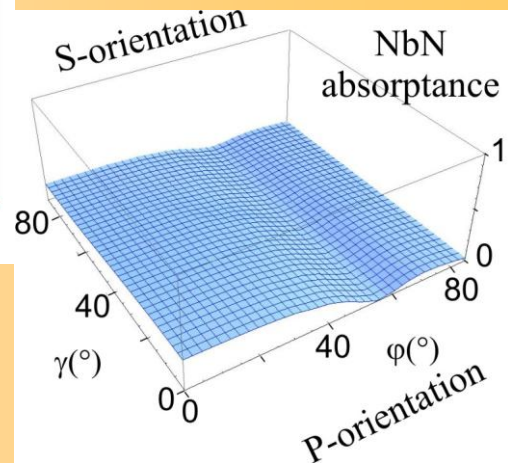 S-orientation
NbN
absorptance
1
0
80
40
0
γ(°)
0
40
80
φ(°)
P-orientation